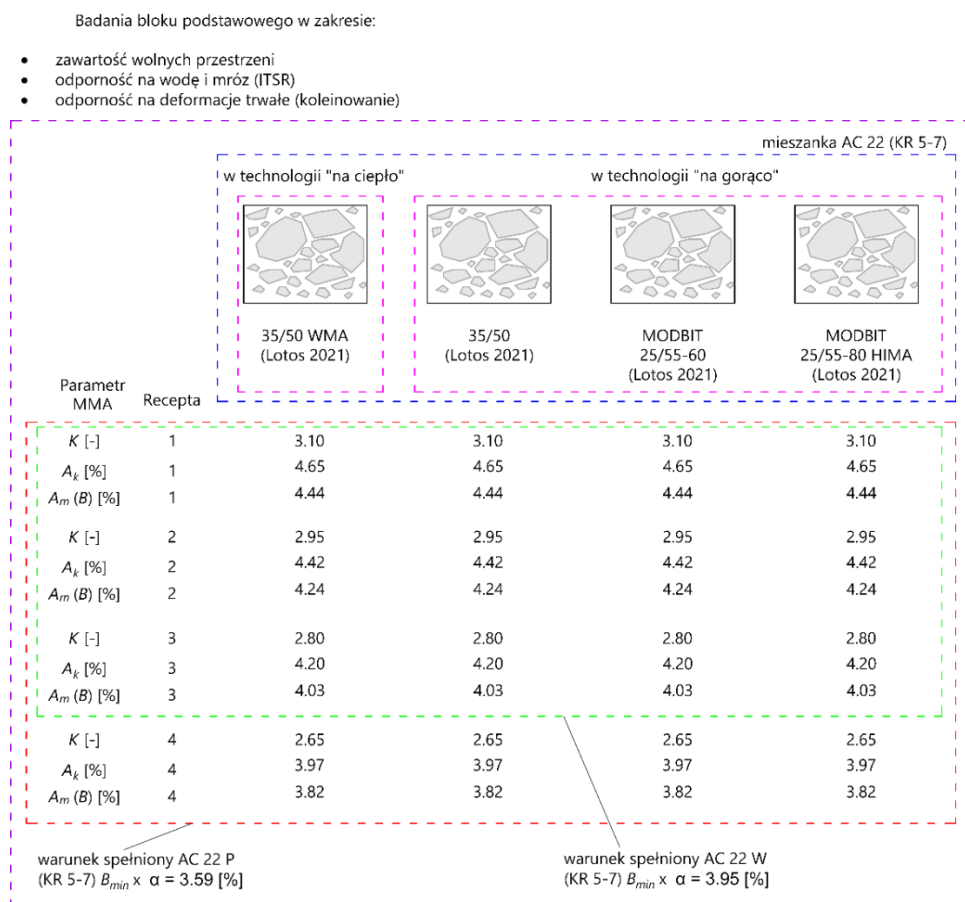 Badania bloku podstawowego w zakresie:
• zawartość wolnych przestrzeni
• odporność na wodę i mróz (ITSR)
• odporność na deformacje trwałe (koleinowanie)
mieszanka AC 22 (KR 5-7)
w technologii "na ciepło" w technologii "na gorąco"
35/50 WMA 35/50 MODBIT MODBIT
(Lotos 2021) (Lotos 2021) 25/55-60 25/55-80 HIMA
(Lotos 2021) (Lotos 2021)
Parametr
MMA Recepta
K [-] 1 3.10 3.10 3.10 3.10
Ak [%] 1 4.65 4.65 4.65 4.65
Am (B) [%] 1 4.44 4.44 4.44 4.44
K [-] 2 2.95 2.95 2.95 2.95
Ak [%] 2 4.42 4.42 4.42 4.42
Am (B) [%] 2 4.24 4.24 4.24 4.24
K [-] 3 2.80 2.80 2.80 2.80
Ak [%] 3 4.20 4.20 4.20 4.20
Am (B) [%] 3 4.03 4.03 4.03 4.03
K [-] 4 2.65 2.65 2.65 2.65
Ak [%] 4 3.97 3.97 3.97 3.97
Am (B) [%] 4 3.82 3.82 3.82 3.82
warunek spełniony AC 22 P
(KR 5-7) Bmin x α = 3.59 [%]
warunek spełniony AC 22 W
(KR 5-7) Bmin x α = 3.95 [%]